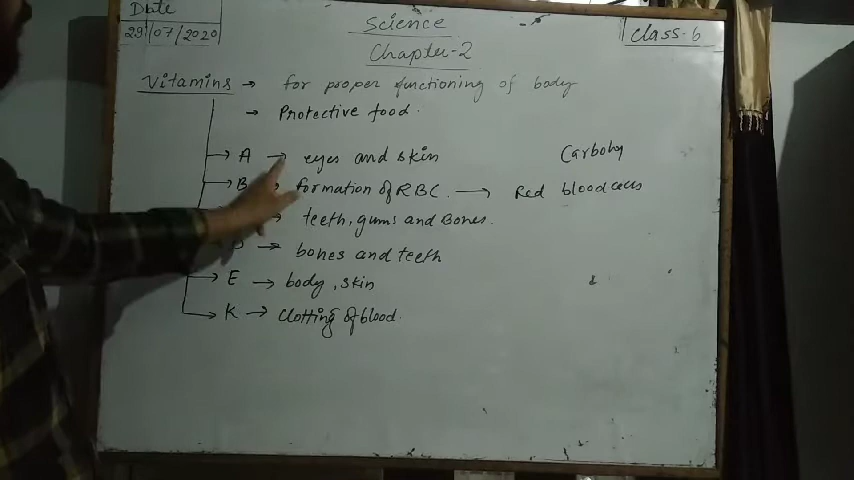 Date
29/07/2020
Science
Chapter-2
Class-6
Vitamins → for proper functioning of body
→ Protective food.
→ A → eyes and skin
Carbohy
→ B → formation of RBC. → Red blood cells
teeth, gums and Bones.
D → bones and teeth
→ E → body, skin
→ K → Clotting of blood.